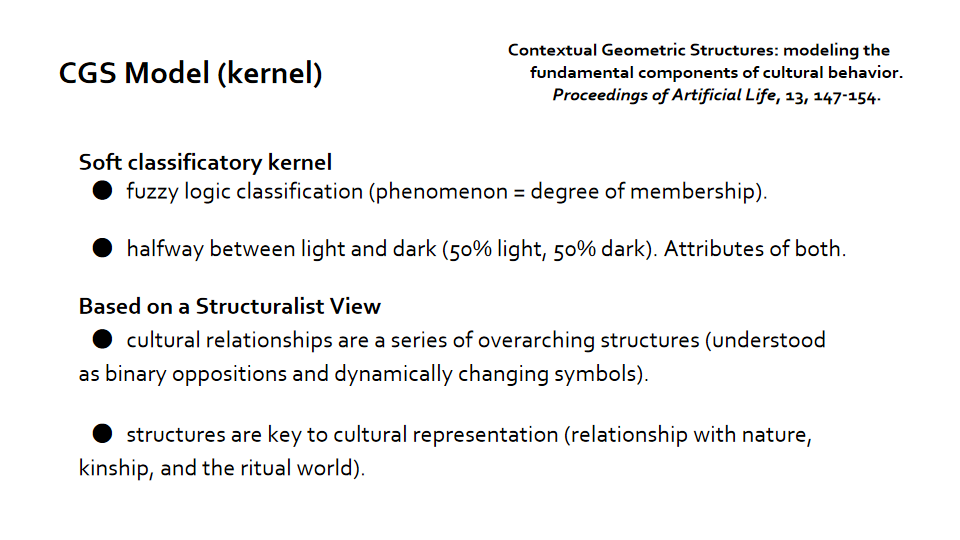 CGS Model (kernel)
Contextual Geometric Structures: modeling the
fundamental components of cultural behavior.
Proceedings of Artificial Life, 13, 147-154.
Soft classificatory kernel
● fuzzy logic classification (phenomenon = degree of membership).
● halfway between light and dark (50% light, 50% dark). Attributes of both.
Based on a Structuralist View
● cultural relationships are a series of overarching structures (understood
as binary oppositions and dynamically changing symbols).
● structures are key to cultural representation (relationship with nature,
kinship, and the ritual world).